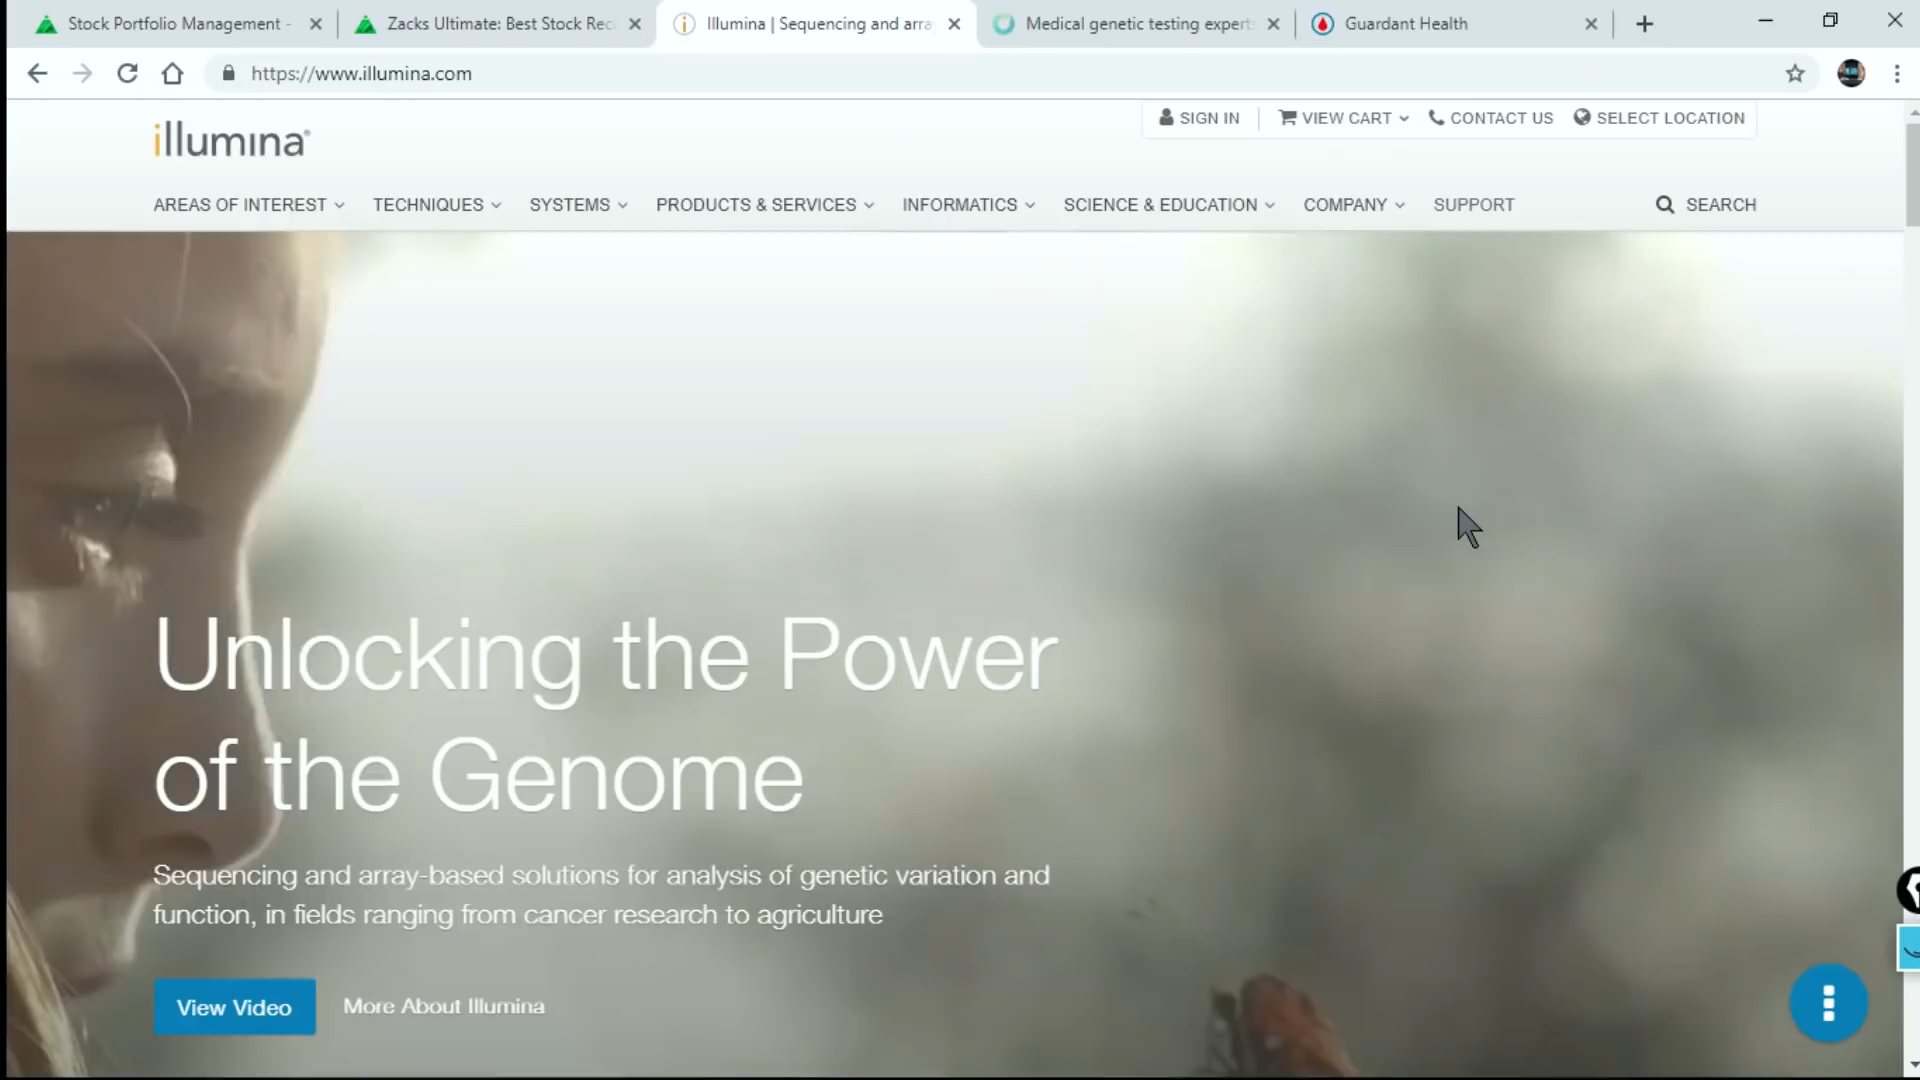 Stock Portfolio Management -
Zacks Ultimate: Best Stock Rec
Illumina | Sequencing and arra
Medical genetic testing expert
Guardant Health
https://www.illumina.com
SIGN IN
VIEW CART
CONTACT US
SELECT LOCATION
illumina®
AREAS OF INTEREST
TECHNIQUES
SYSTEMS
PRODUCTS & SERVICES
INFORMATICS
SCIENCE & EDUCATION
COMPANY
SUPPORT
SEARCH
Unlocking the Power
of the Genome
Sequencing and array-based solutions for analysis of genetic variation and
function, in fields ranging from cancer research to agriculture
View Video
More About Illumina